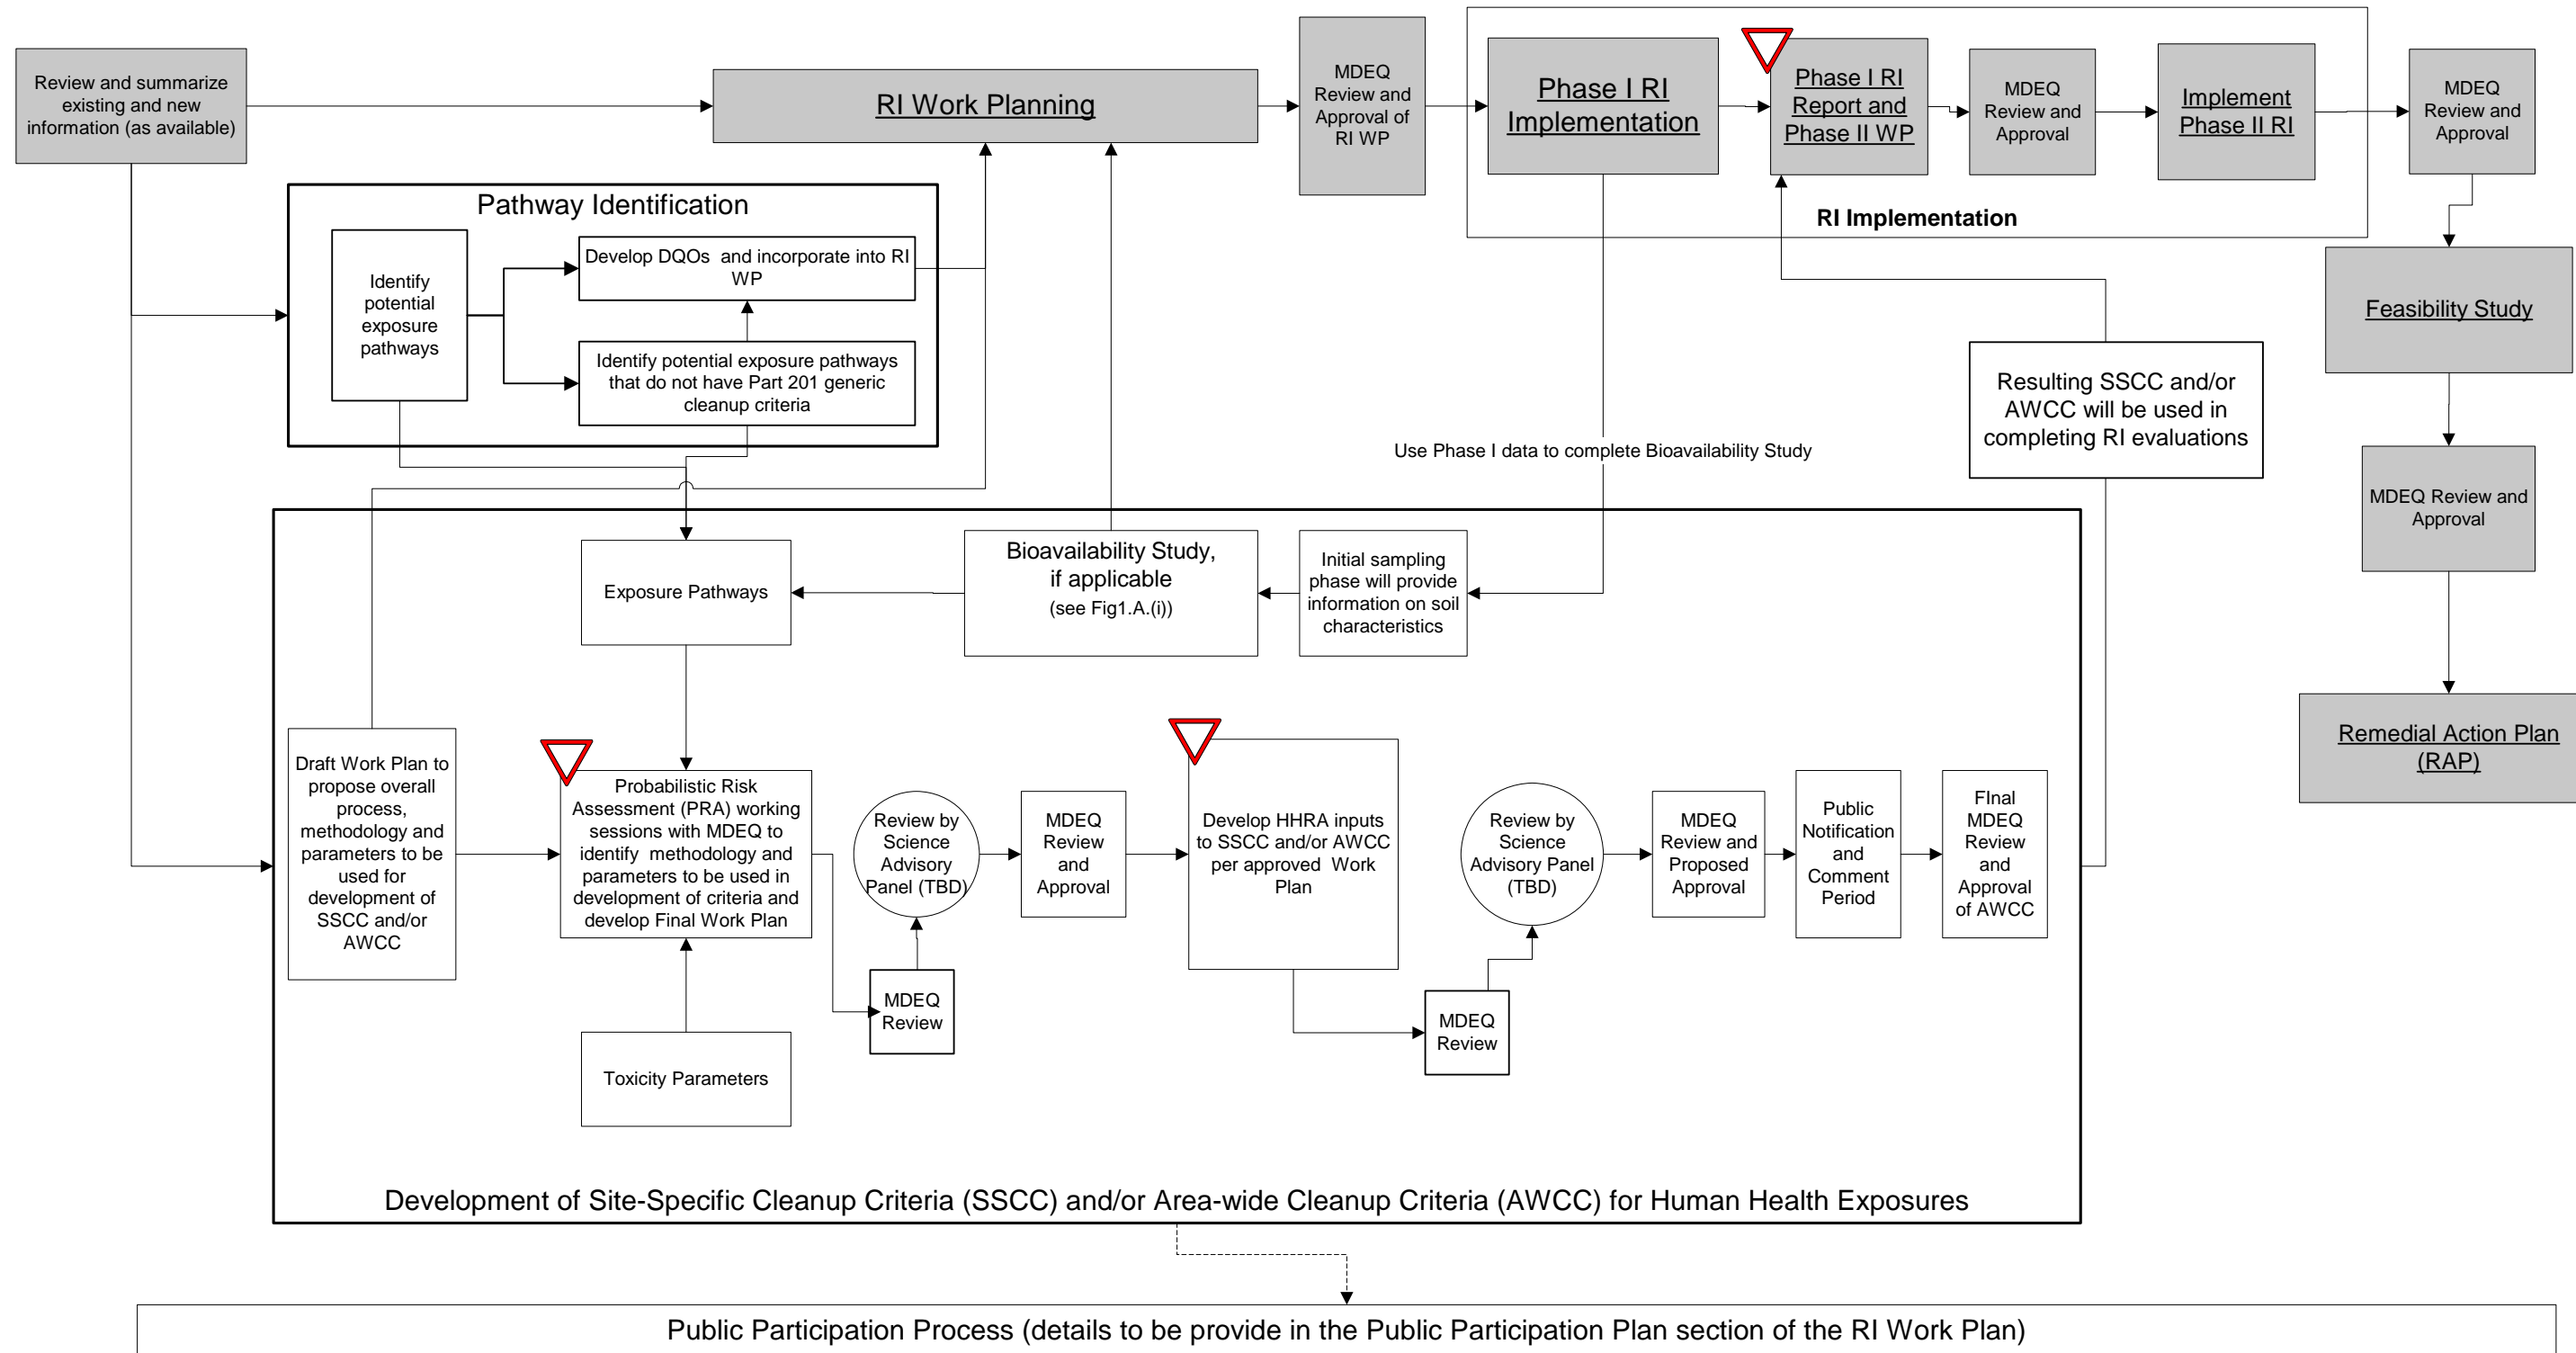 Review and summarize
existing and new
information (as available)
RI Work Planning
MDEQ
Review and
Approval of
RI WP
Phase I RI
Implementation
Phase I RI
Report and
Phase II WP
MDEQ
Review and
Approval
Implement
Phase II RI
RI Implementation
MDEQ
Review and
Approval
Pathway Identification
Identify
potential
exposure
pathways
Develop DQOs  and incorporate into RI
WP
Identify potential exposure pathways
that do not have Part 201 generic
cleanup criteria
Feasibility Study
Resulting SSCC and/or
AWCC will be used in
completing RI evaluations
Use Phase I data to complete Bioavailability Study
MDEQ Review and
Approval
Exposure Pathways
Bioavailability Study,
if applicable
(see Fig1.A.(i))
Initial sampling
phase will provide
information on soil
characteristics
Remedial Action Plan
(RAP)
Draft Work Plan to
propose overall
process,
methodology and
parameters to be
used for
development of
SSCC and/or
AWCC
Probabilistic Risk
Assessment (PRA) working
sessions with MDEQ to
identify  methodology and
parameters to be used in
development of criteria and
develop Final Work Plan
Review by
Science
Advisory
Panel (TBD)
MDEQ
Review
and
Approval
Develop HHRA inputs
to SSCC and/or AWCC
per approved  Work
Plan
Review by
Science
Advisory Panel
(TBD)
MDEQ
Review and
Proposed
Approval
Public
Notification
and
Comment
Period
FInal
MDEQ
Review
and
Approval
of AWCC
MDEQ
Review
MDEQ
Review
Toxicity Parameters
Development of Site-Specific Cleanup Criteria (SSCC) and/or Area-wide Cleanup Criteria (AWCC) for Human Health Exposures
Public Participation Process (details to be provide in the Public Participation Plan section of the RI Work Plan)